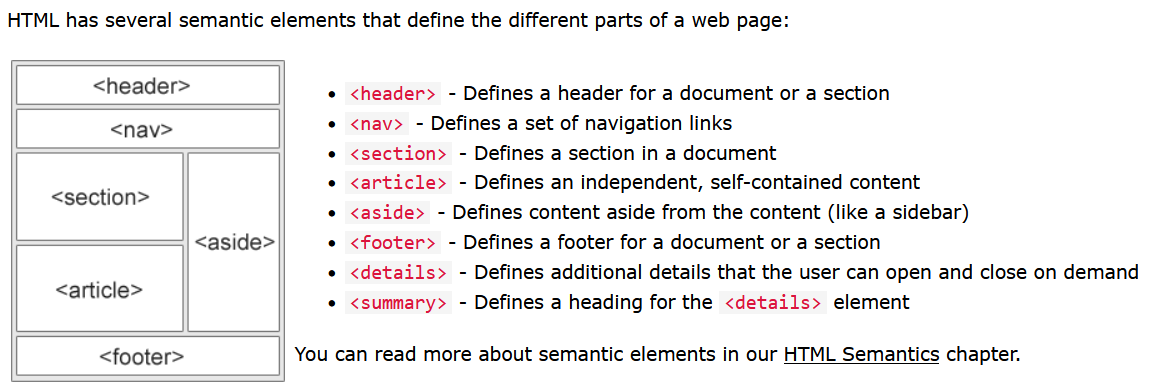 HTML has several semantic elements that define the different parts of a web page:
<header>
<nav>
<section>
<aside>
<article>
<footer>
• <header> - Defines a header for a document or a section
• <nav> - Defines a set of navigation links
• <section> - Defines a section in a document
• <article> - Defines an independent, self-contained content
• <aside> - Defines content aside from the content (like a sidebar)
• <footer> - Defines a footer for a document or a section
• <details> - Defines additional details that the user can open and close on demand
• <summary> - Defines a heading for the <details> element
You can read more about semantic elements in our HTML Semantics chapter.